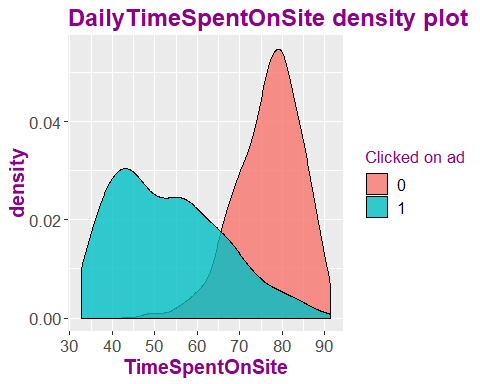 DailyTimeSpentOnSite density plot
density
0.04
0.02
0.00
30 40 50 60 70 80 90
TimeSpentOnSite
Clicked on ad
0
1